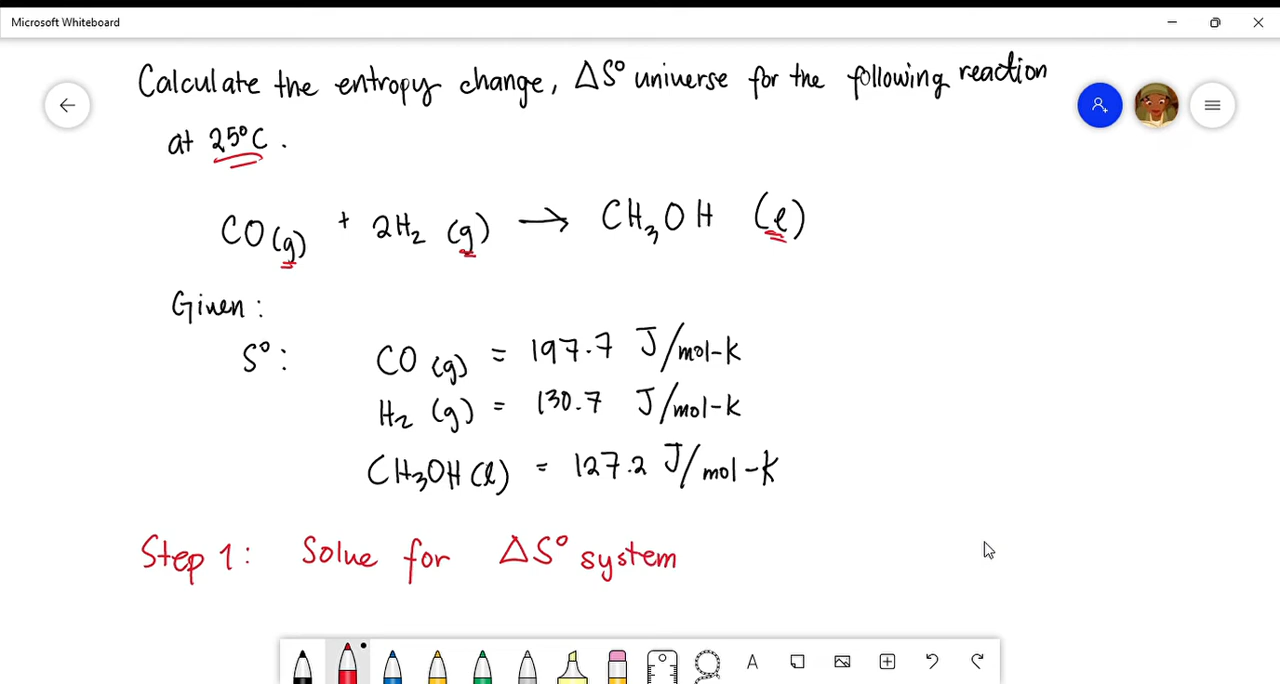 Microsoft Whiteboard
Calculate the entropy change, ΔS° universe for the following reaction
at 25°C.
CO(g) + 2H₂ (g) → CH₃OH (l)
Given:
S°: CO (g) = 197.7 J/mol-K
H₂ (g) = 130.7 J/mol-K
CH₃OH (l) = 127.2 J/mol-K
Step 1: Solve for ΔS° system
A